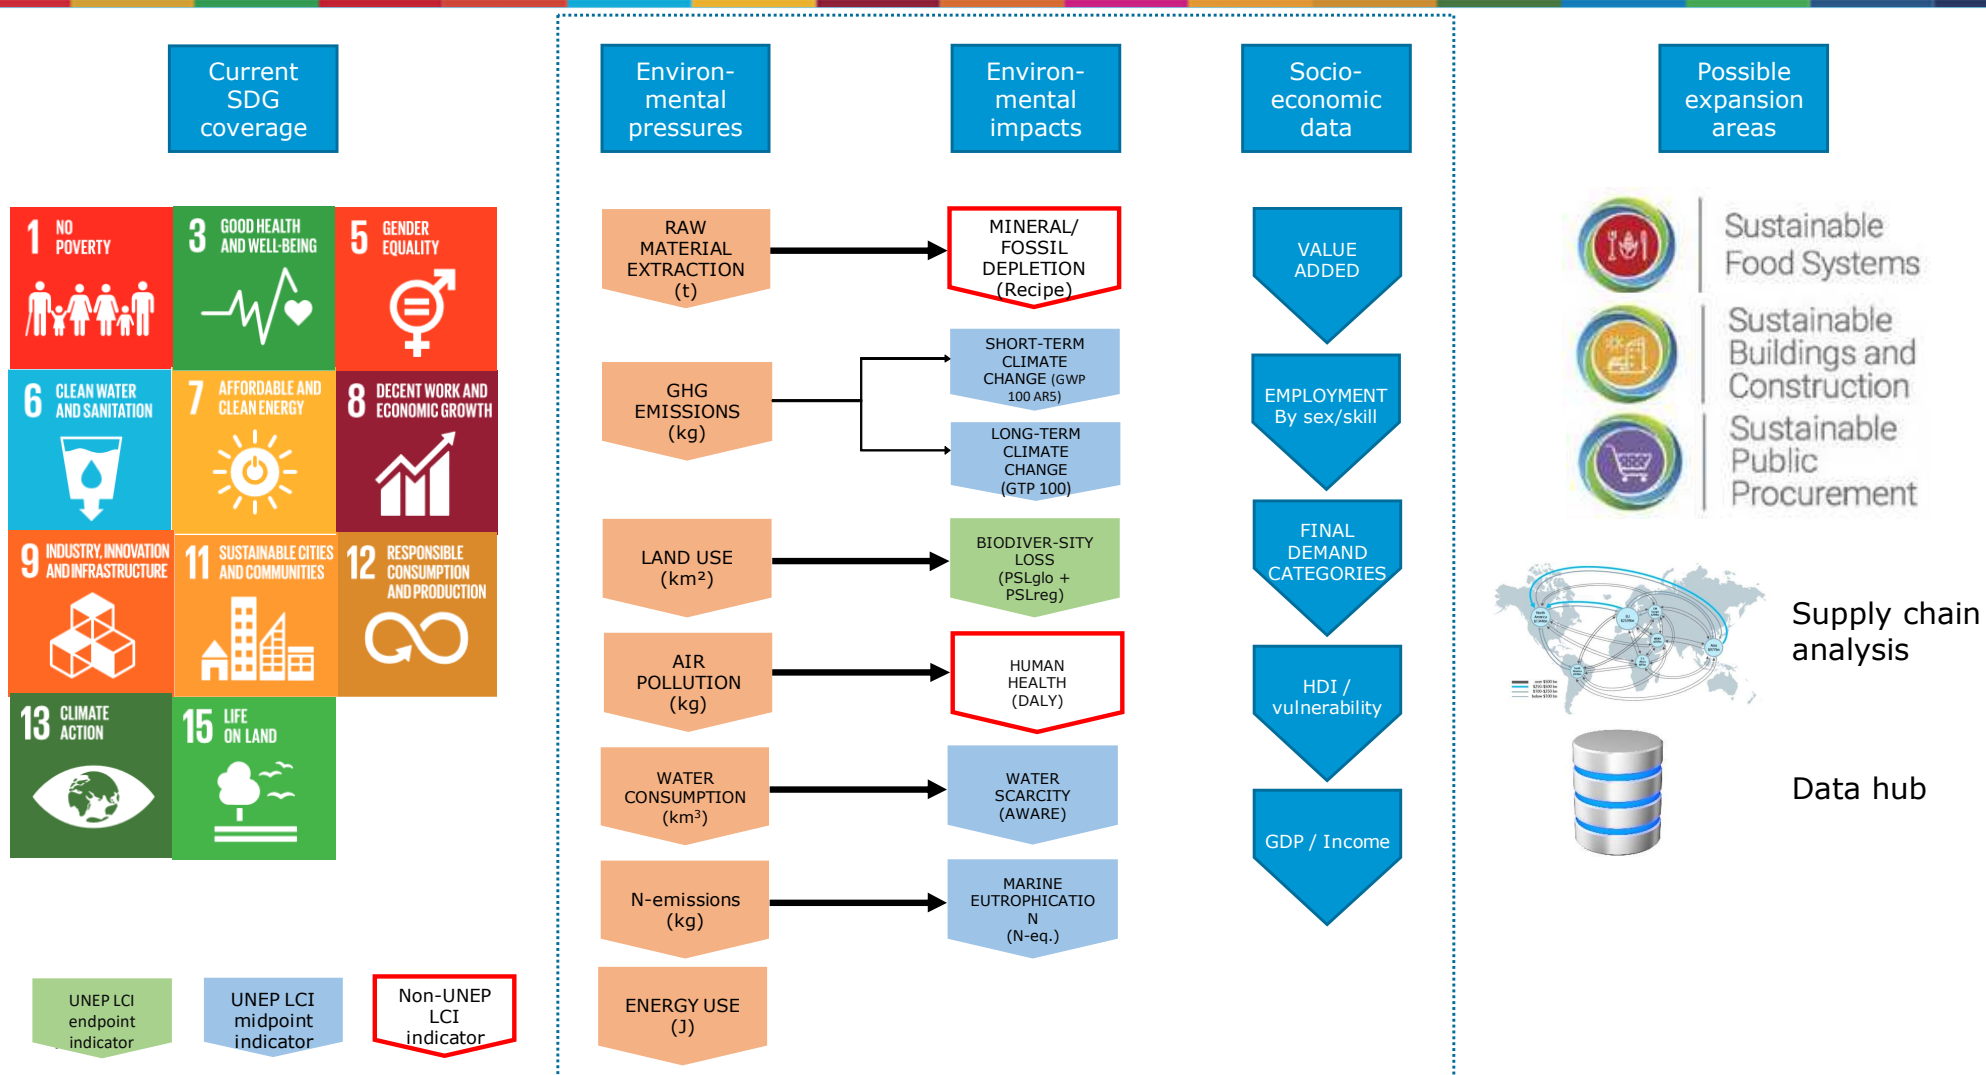 Current
SDG
coverage
Environ-
mental
pressures
Environ-
mental
impacts
Socio-
economic
data
Possible
expansion
areas
1 NO
POVERTY
3 GOOD HEALTH
AND WELL-BEING
5 GENDER
EQUALITY
6 CLEAN WATER
AND SANITATION
7 AFFORDABLE AND
CLEAN ENERGY
8 DECENT WORK AND
ECONOMIC GROWTH
9 INDUSTRY, INNOVATION
AND INFRASTRUCTURE
11 SUSTAINABLE CITIES
AND COMMUNITIES
12 RESPONSIBLE
CONSUMPTION
AND PRODUCTION
13 CLIMATE
ACTION
15 LIFE
ON LAND
UNEP LCI
endpoint
indicator
UNEP LCI
midpoint
indicator
Non-UNEP
LCI
indicator
RAW
MATERIAL
EXTRACTION
(t)
GHG
EMISSIONS
(kg)
LAND USE
(km²)
AIR
POLLUTION
(kg)
WATER
CONSUMPTION
(km³)
N-emissions
(kg)
ENERGY USE
(J)
MINERAL/
FOSSIL
DEPLETION
(Recipe)
SHORT-TERM
CLIMATE
CHANGE (GWP
100 AR5)
LONG-TERM
CLIMATE
CHANGE
(GTP 100)
BIODIVER-SITY
LOSS
(PSLglo +
PSLreg)
HUMAN
HEALTH
(DALY)
WATER
SCARCITY
(AWARE)
MARINE
EUTROPHICATIO
N
(N-eq.)
VALUE
ADDED
EMPLOYMENT
By sex/skill
FINAL
DEMAND
CATEGORIES
HDI /
vulnerability
GDP / Income
Sustainable
Food Systems
Sustainable
Buildings and
Construction
Sustainable
Public
Procurement
Supply chain
analysis
Data hub